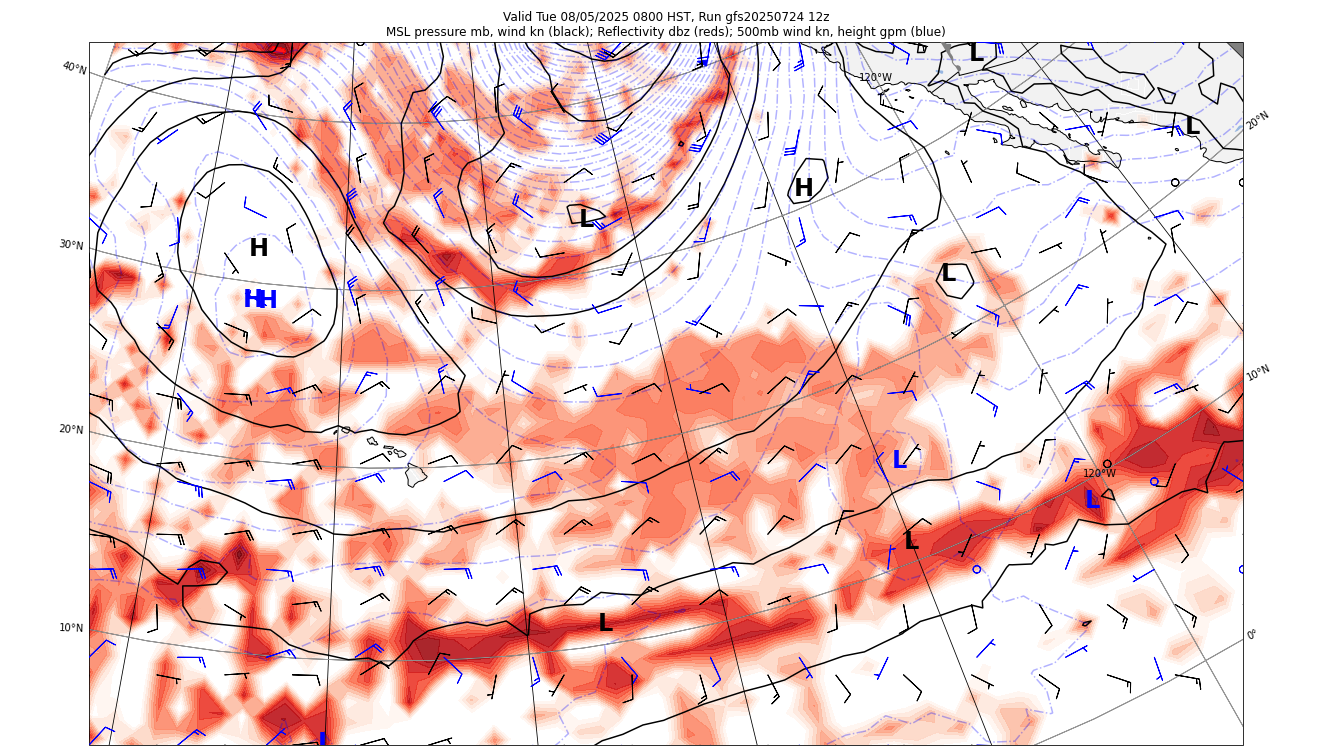 Valid Tue 08/05/2025 0800 HST, Run gfs20250724 12z
MSL pressure mb, wind kn (black); Reflectivity dbz (reds); 500mb wind kn, height gpm (blue)
40°N
120°W
L
20°N
L
H
L
30°N
H
L
HH
10°N
20°N
L
120°W
L
L
10°N
L
0°
L